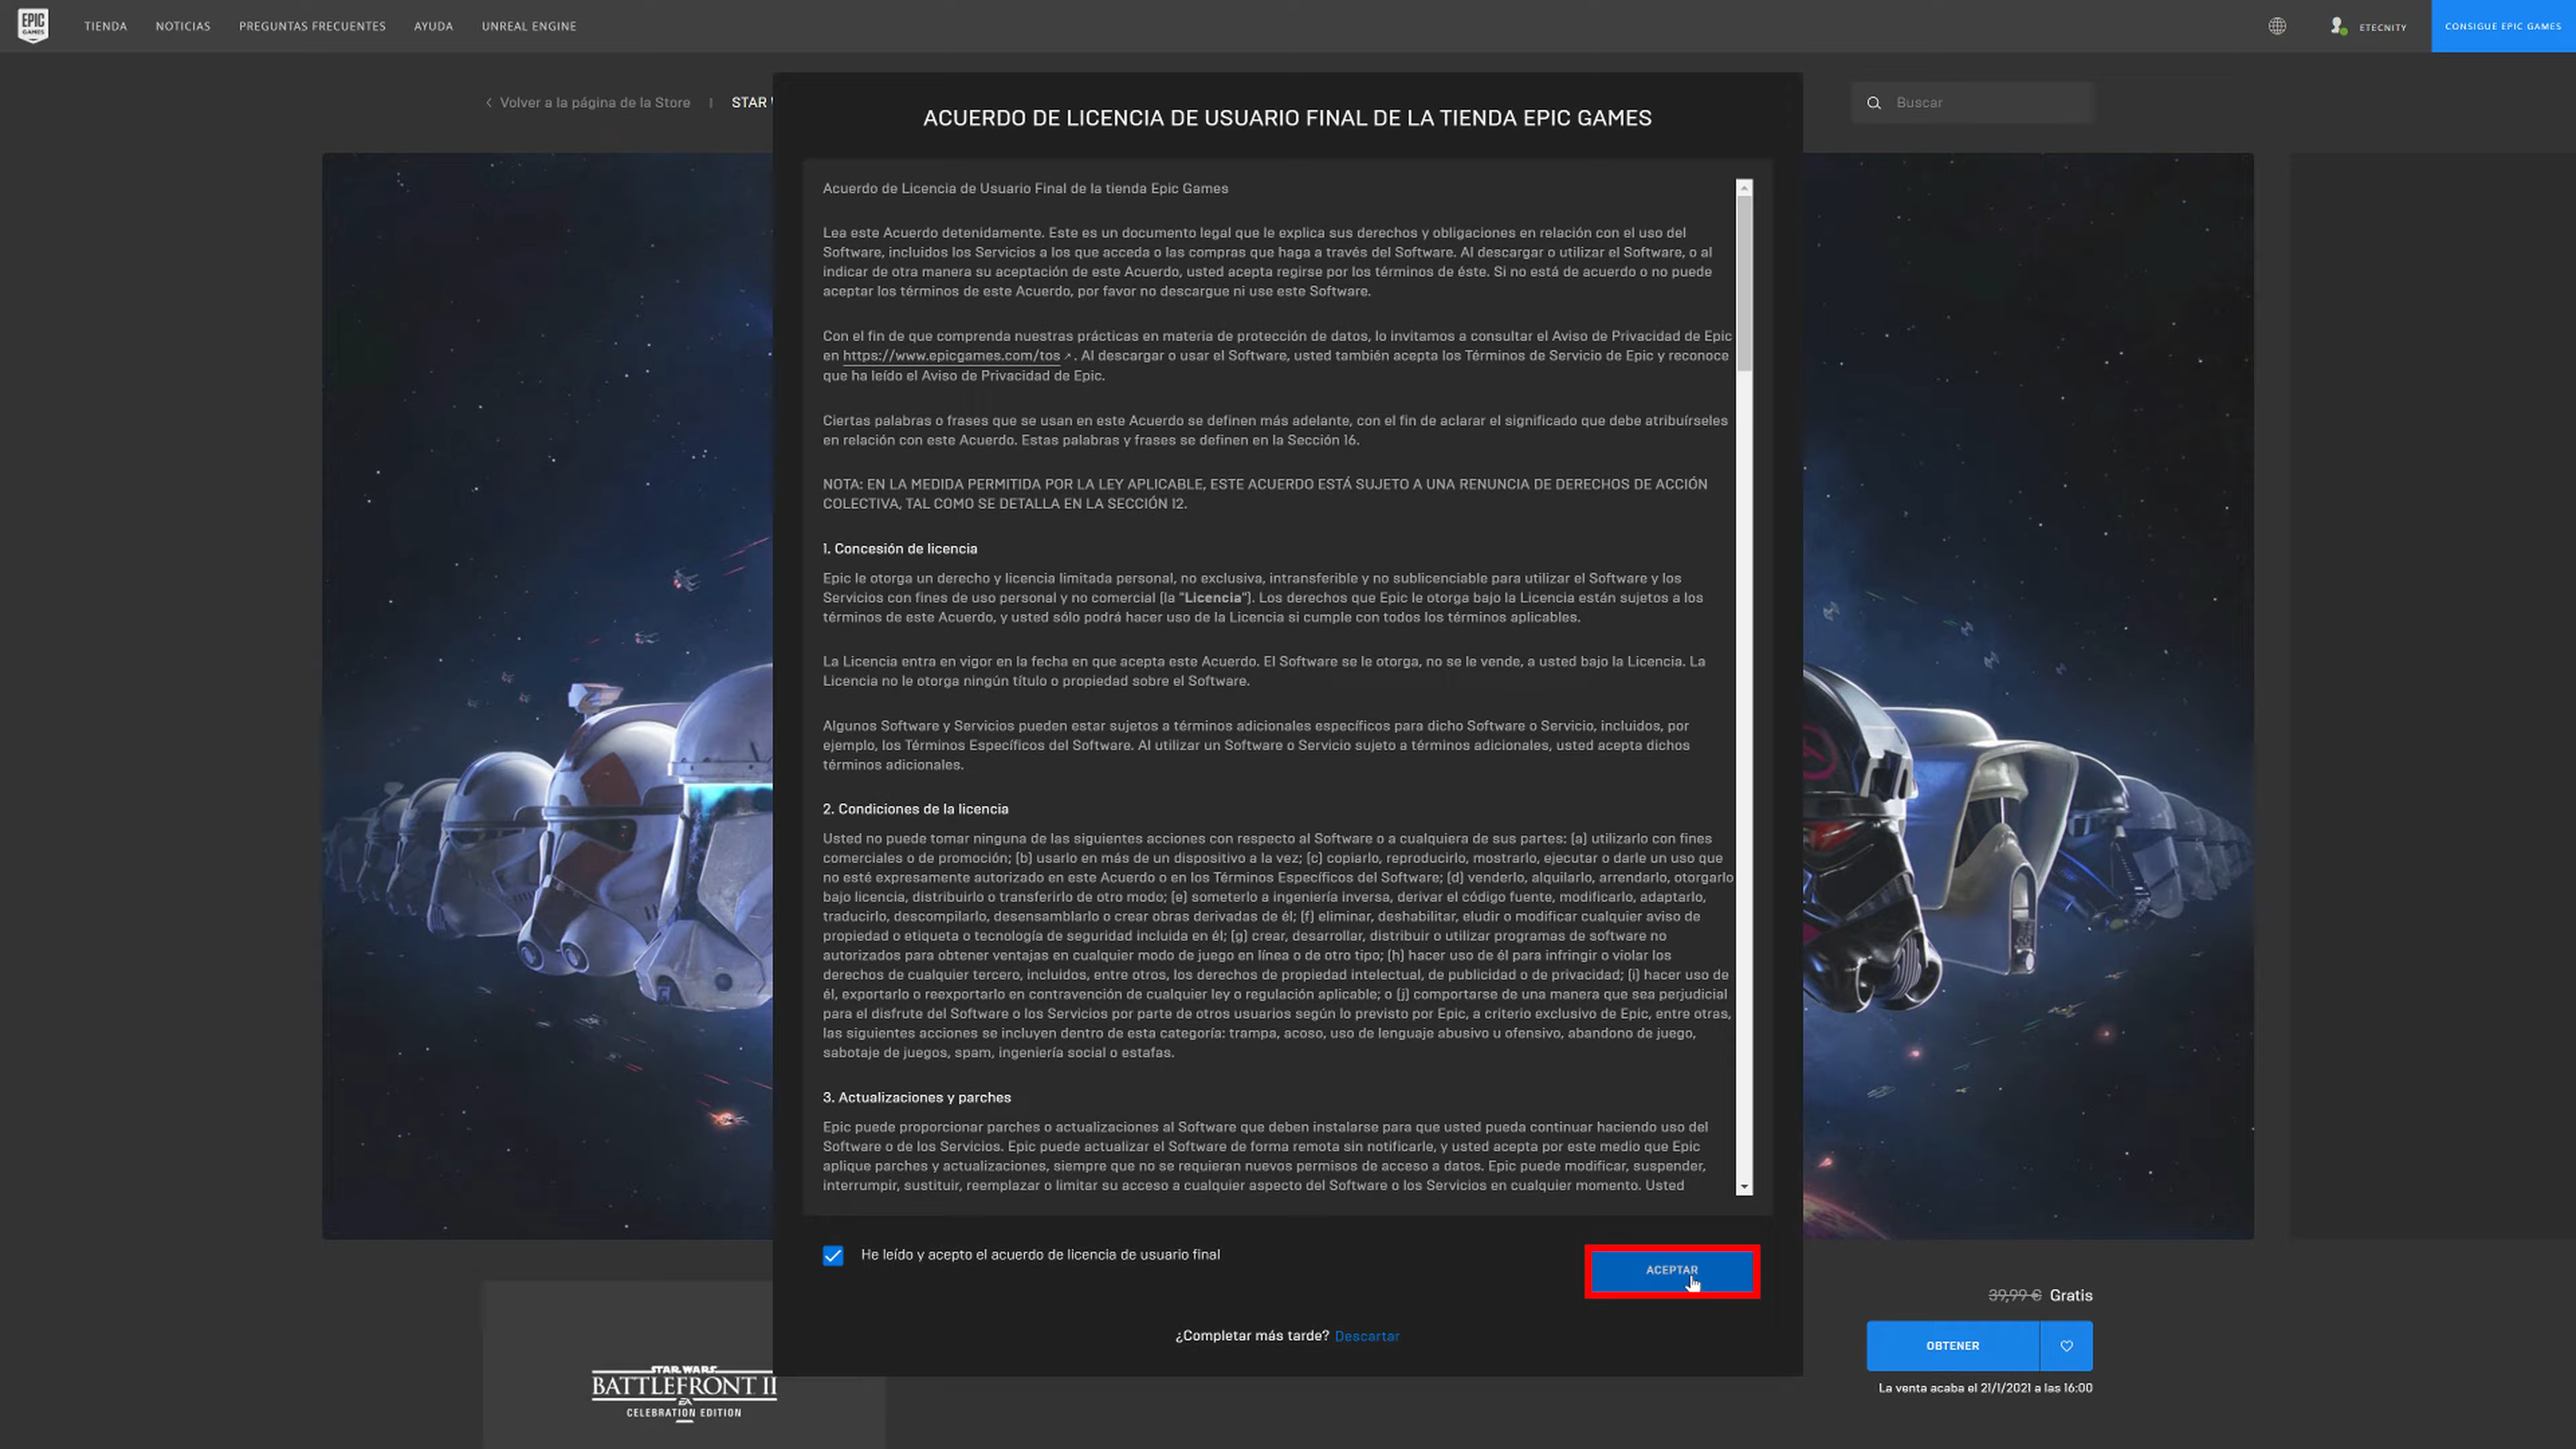 EPIC
GAMES
TIENDA
NOTICIAS
PREGUNTAS FRECUENTES
AYUDA
UNREAL ENGINE
ETECNITY
CONSIGUE EPIC GAMES
Volver a la página de la Store
STAR
Buscar
ACUERDO DE LICENCIA DE USUARIO FINAL DE LA TIENDA EPIC GAMES
Acuerdo de Licencia de Usuario Final de la tienda Epic Games
Lea este Acuerdo detenidamente. Este es un documento legal que le explica sus derechos y obligaciones en relación con el uso del
Software, incluidos los Servicios a los que acceda o las compras que haga a través del Software. Al descargar o utilizar el Software, o al
indicar de otra manera su aceptación de este Acuerdo, usted acepta regirse por los términos de éste. Si no está de acuerdo o no puede
aceptar los términos de este Acuerdo, por favor no descargue ni use este Software.
Con el fin de que comprenda nuestras prácticas en materia de protección de datos, lo invitamos a consultar el Aviso de Privacidad de Epic
en https://www.epicgames.com/tos . Al descargar o usar el Software, usted también acepta los Términos de Servicio de Epic y reconoce
que ha leído el Aviso de Privacidad de Epic.
Ciertas palabras o frases que se usan en este Acuerdo se definen más adelante, con el fin de aclarar el significado que debe atribuírseles
en relación con este Acuerdo. Estas palabras y frases se definen en la Sección 16.
NOTA: EN LA MEDIDA PERMITIDA POR LA LEY APLICABLE, ESTE ACUERDO ESTÁ SUJETO A UNA RENUNCIA DE DERECHOS DE ACCIÓN
COLECTIVA, TAL COMO SE DETALLA EN LA SECCIÓN 12.
1. Concesión de licencia
Epic le otorga un derecho y licencia limitada personal, no exclusiva, intransferible y no sublicenciable para utilizar el Software y los
Servicios con fines de uso personal y no comercial (la "Licencia"). Los derechos que Epic le otorga bajo la Licencia están sujetos a los
términos de este Acuerdo, y usted sólo podrá hacer uso de la Licencia si cumple con todos los términos aplicables.
La Licencia entra en vigor en la fecha en que acepta este Acuerdo. El Software se le otorga, no se le vende, a usted bajo la Licencia. La
Licencia no le otorga ningún título o propiedad sobre el Software.
Algunos Software y Servicios pueden estar sujetos a términos adicionales específicos para dicho Software o Servicio, incluidos, por
ejemplo, los Términos Específicos del Software. Al utilizar un Software o Servicio sujeto a términos adicionales, usted acepta dichos
términos adicionales.
2. Condiciones de la licencia
Usted no puede tomar ninguna de las siguientes acciones con respecto al Software o a cualquiera de sus partes: (a) utilizarlo con fines
comerciales o de promoción; (b) usarlo en más de un dispositivo a la vez; (c) copiarlo, reproducirlo, mostrarlo, ejecutar o darle un uso que
no esté expresamente autorizado en este Acuerdo o en los Términos Específicos del Software; (d) venderlo, alquilarlo, arrendarlo, otorgarlo
bajo licencia, distribuirlo o transferirlo de otro modo; (e) someterlo a ingeniería inversa, derivar el código fuente, modificarlo, adaptarlo,
traducirlo, descompilarlo, desensamblarlo o crear obras derivadas de él; (f) eliminar, deshabilitar, eludir o modificar cualquier aviso de
propiedad o etiqueta o tecnología de seguridad incluida en él; (g) crear, desarrollar, distribuir o utilizar programas de software no
autorizados para obtener ventajas en cualquier modo de juego en línea o de otro tipo; (h) hacer uso de él para infringir o violar los
derechos de cualquier tercero, incluidos, entre otros, los derechos de propiedad intelectual, de publicidad o de privacidad; (i) hacer uso de
él, exportarlo o reexportarlo en contravención de cualquier ley o regulación aplicable; o (j) comportarse de una manera que sea perjudicial
para el disfrute del Software o los Servicios por parte de otros usuarios según lo previsto por Epic, a criterio exclusivo de Epic, entre otras,
las siguientes acciones se incluyen dentro de esta categoría: trampa, acoso, uso de lenguaje abusivo u ofensivo, abandono de juego,
sabotaje de juegos, spam, ingeniería social o estafas.
3. Actualizaciones y parches
Epic puede proporcionar parches o actualizaciones al Software que deben instalarse para que usted pueda continuar haciendo uso del
Software o de los Servicios. Epic puede actualizar el Software de forma remota sin notificarle, y usted acepta por este medio que Epic
aplique parches y actualizaciones, siempre que no se requieran nuevos permisos de acceso a datos. Epic puede modificar, suspender,
interrumpir, sustituir, reemplazar o limitar su acceso a cualquier aspecto del Software o los Servicios en cualquier momento. Usted
He leído y acepto el acuerdo de licencia de usuario final
ACEPTAR
¿Completar más tarde? Descartar
39,99 € Gratis
OBTENER
La venta acaba el 21/1/2021 a las 16:00
STAR WARS
BATTLEFRONT II
EA
CELEBRATION EDITION